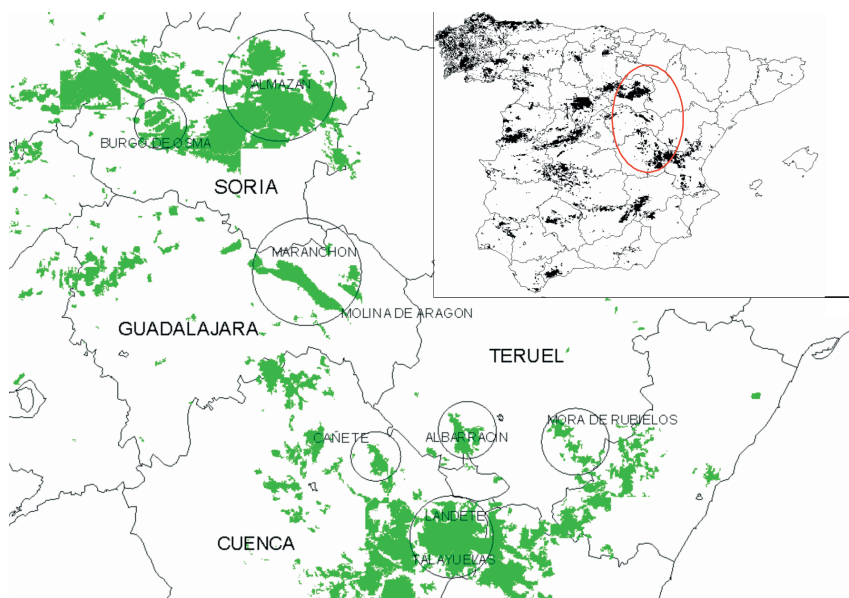 ALMAZAN
BURGO DE OSMA
SORIA
MARANCHON
MOLINA DE ARAGON
GUADALAJARA
TERUEL
MORA DE RUBIELOS
CAÑETE
ALBARRACIN
LANDETE
CUENCA
TALAYUELAS